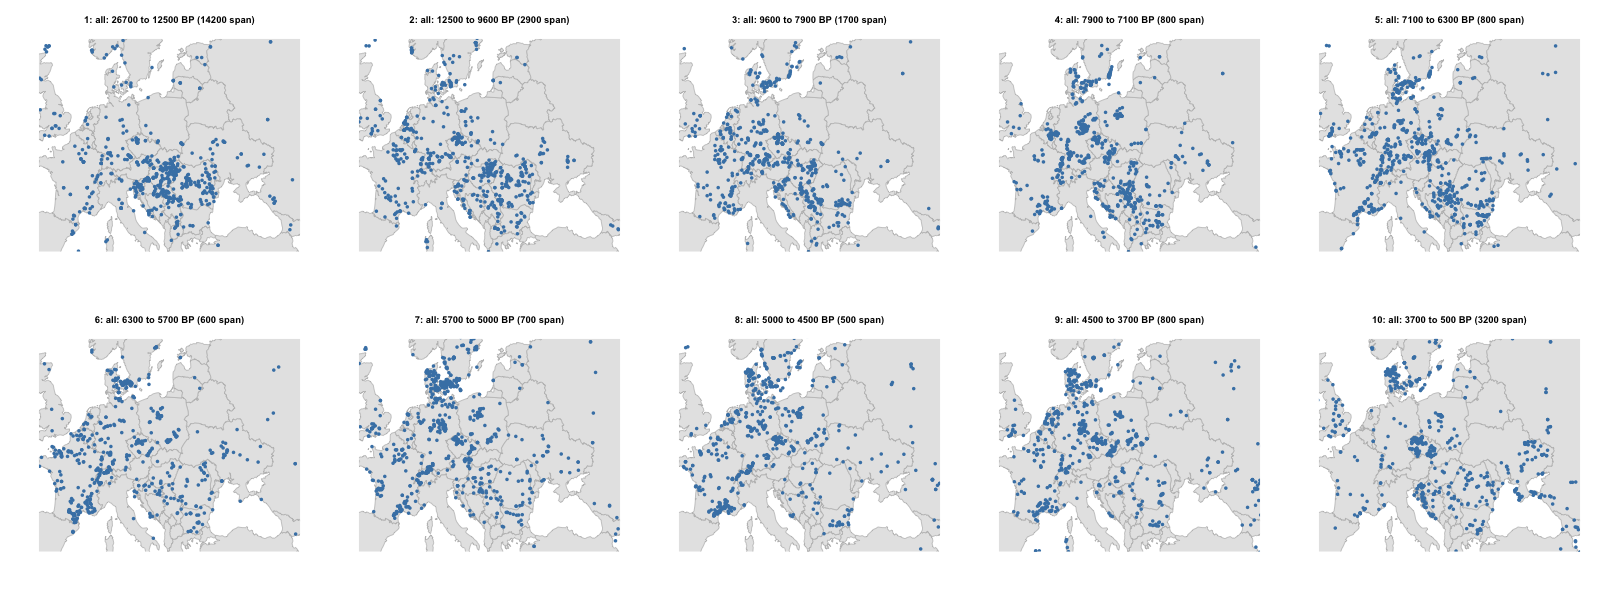 1: all: 26700 to 12500 BP (14200 span)
2: all: 12500 to 9600 BP (2900 span)
3: all: 9600 to 7900 BP (1700 span)
4: all: 7900 to 7100 BP (800 span)
5: all: 7100 to 6300 BP (800 span)
6: all: 6300 to 5700 BP (600 span)
7: all: 5700 to 5000 BP (700 span)
8: all: 5000 to 4500 BP (500 span)
9: all: 4500 to 3700 BP (800 span)
10: all: 3700 to 500 BP (3200 span)